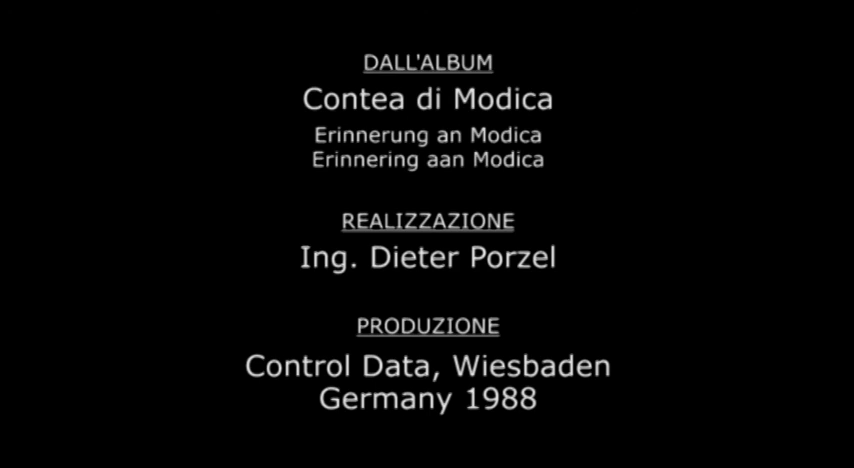 DALL'ALBUM
Contea di Modica
Erinnerung an Modica
Erinnering aan Modica
REALIZZAZIONE
Ing. Dieter Porzel
PRODUZIONE
Control Data, Wiesbaden
Germany 1988